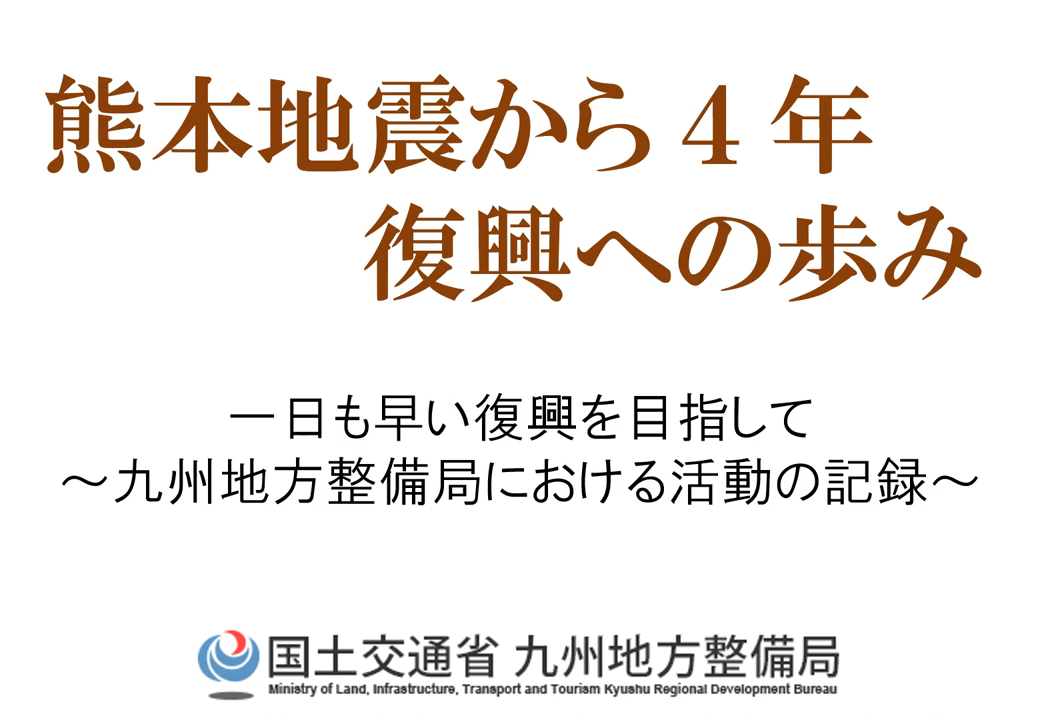 熊本地震から4年
復興への歩み
一日も早い復興を目指して
～九州地方整備局における活動の記録～
国土交通省 九州地方整備局
Ministry of Land, Infrastructure, Transport and Tourism Kyushu Regional Development Bureau